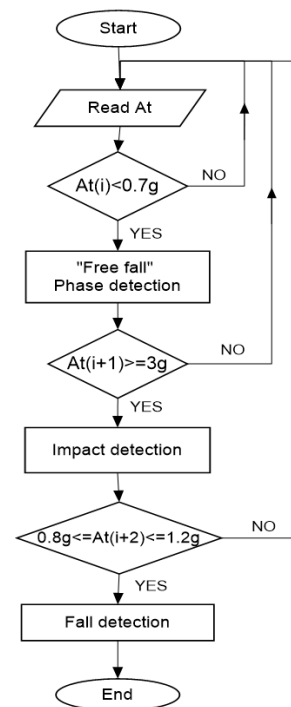 Start
Read At
At(i)<0.7g
NO
YES
"Free fall"
Phase detection
At(i+1)>=3g
NO
YES
Impact detection
0.8g<=At(i+2)<=1.2g
NO
YES
Fall detection
End